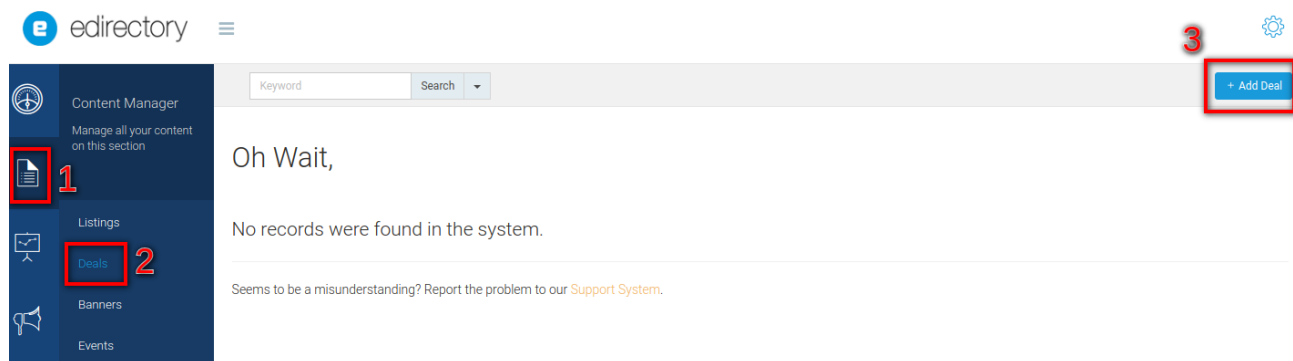 e edirectory
3
Keyword
Search
+ Add Deal
Content Manager
Manage all your content
on this section
1
Oh Wait,
Listings
No records were found in the system.
Deals
2
Seems to be a misunderstanding? Report the problem to our Support System.
Banners
Events